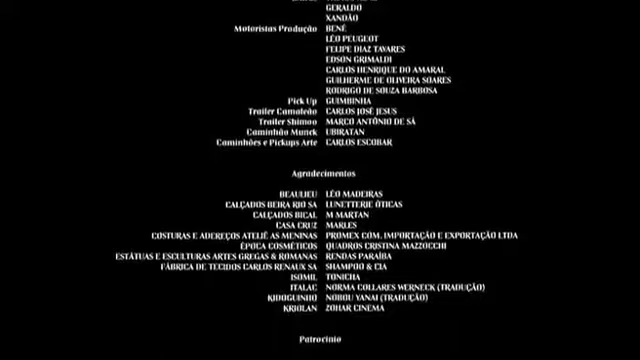 GERALDO
XANDÃO
Motoristas Produção BENÊ
LÉO PEUGEOT
FELIPE DIAZ TAVARES
EDSON GRIMALDI
CARLOS HENRIQUE DO AMARAL
GUILHERME DE OLIVEIRA SOARES
RODRIGO DE SOUZA BARBOSA
Pick Up GUIMBINHA
Trailer Camaleão CARLOS JOSÉ JESUS
Trailer Shimoo MARCO ANTÔNIO DE SÁ
Caminhão Munck UBIRATAN
Caminhões e Pickups Arte CARLOS ESCOBAR
Agradecimentos
BEAULIEU LÉO MADEIRAS
CALÇADOS BEIRA RIO SA LUNETTERIE ÓTICAS
CALÇADOS BICAL M MARTAN
CASA CRUZ MARLES
COSTURAS E ADEREÇOS ATELIÊ AS MENINAS PROMEX COM. IMPORTAÇÃO E EXPORTAÇÃO LTDA
ÉPOCA COSMÉTICOS QUADROS CRISTINA MAZZOCCHI
ESTÁTUAS E ESCULTURAS ARTES GREGAS & ROMANAS RENDAS PARAÍBA
FÁBRICA DE TECIDOS CARLOS RENAUX SA SHAMPOO & CIA
ISOMIL TONICHA
ITALAC NORMA COLLARES WERNECK (TRADUÇÃO)
KIDOGUINHO NOBOU YANAI (TRADUÇÃO)
KRIOLAN ZOHAR CINEMA
Patrocínio